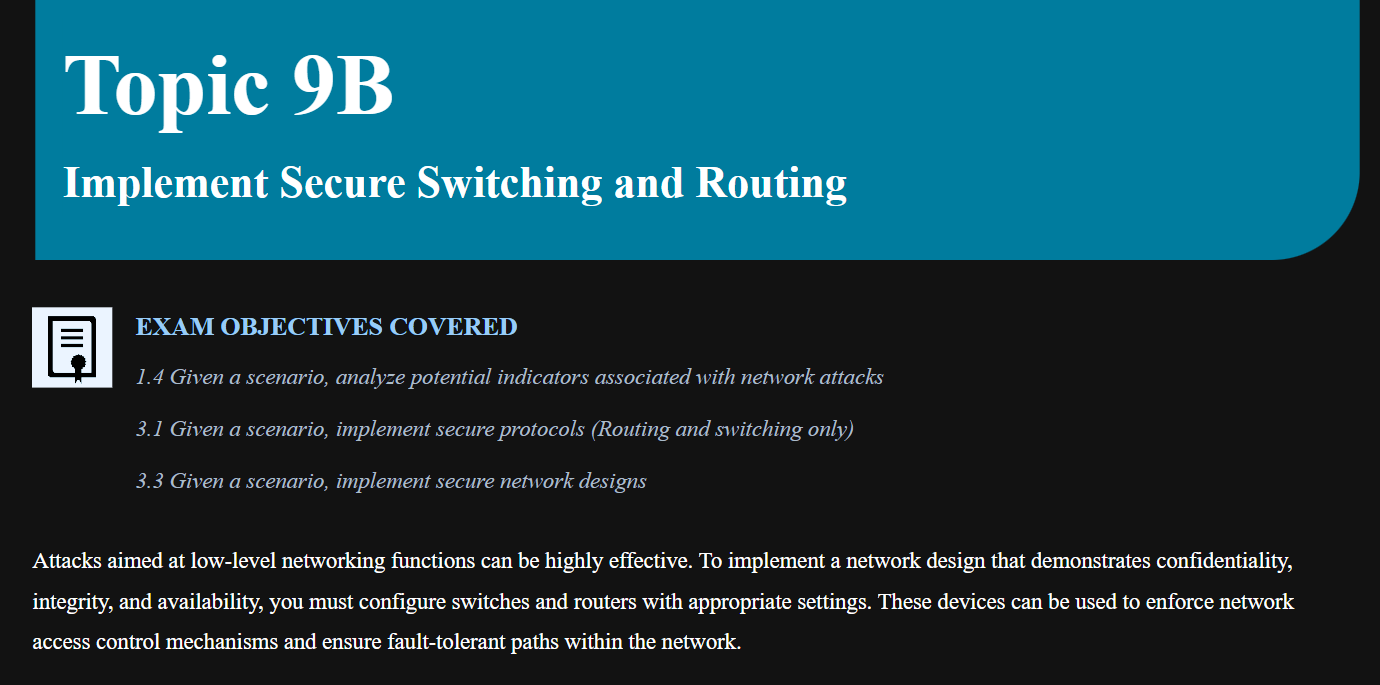 Topic 9B
Implement Secure Switching and Routing
EXAM OBJECTIVES COVERED
1.4 Given a scenario, analyze potential indicators associated with network attacks
3.1 Given a scenario, implement secure protocols (Routing and switching only)
3.3 Given a scenario, implement secure network designs
Attacks aimed at low-level networking functions can be highly effective. To implement a network design that demonstrates confidentiality,
integrity, and availability, you must configure switches and routers with appropriate settings. These devices can be used to enforce network
access control mechanisms and ensure fault-tolerant paths within the network.